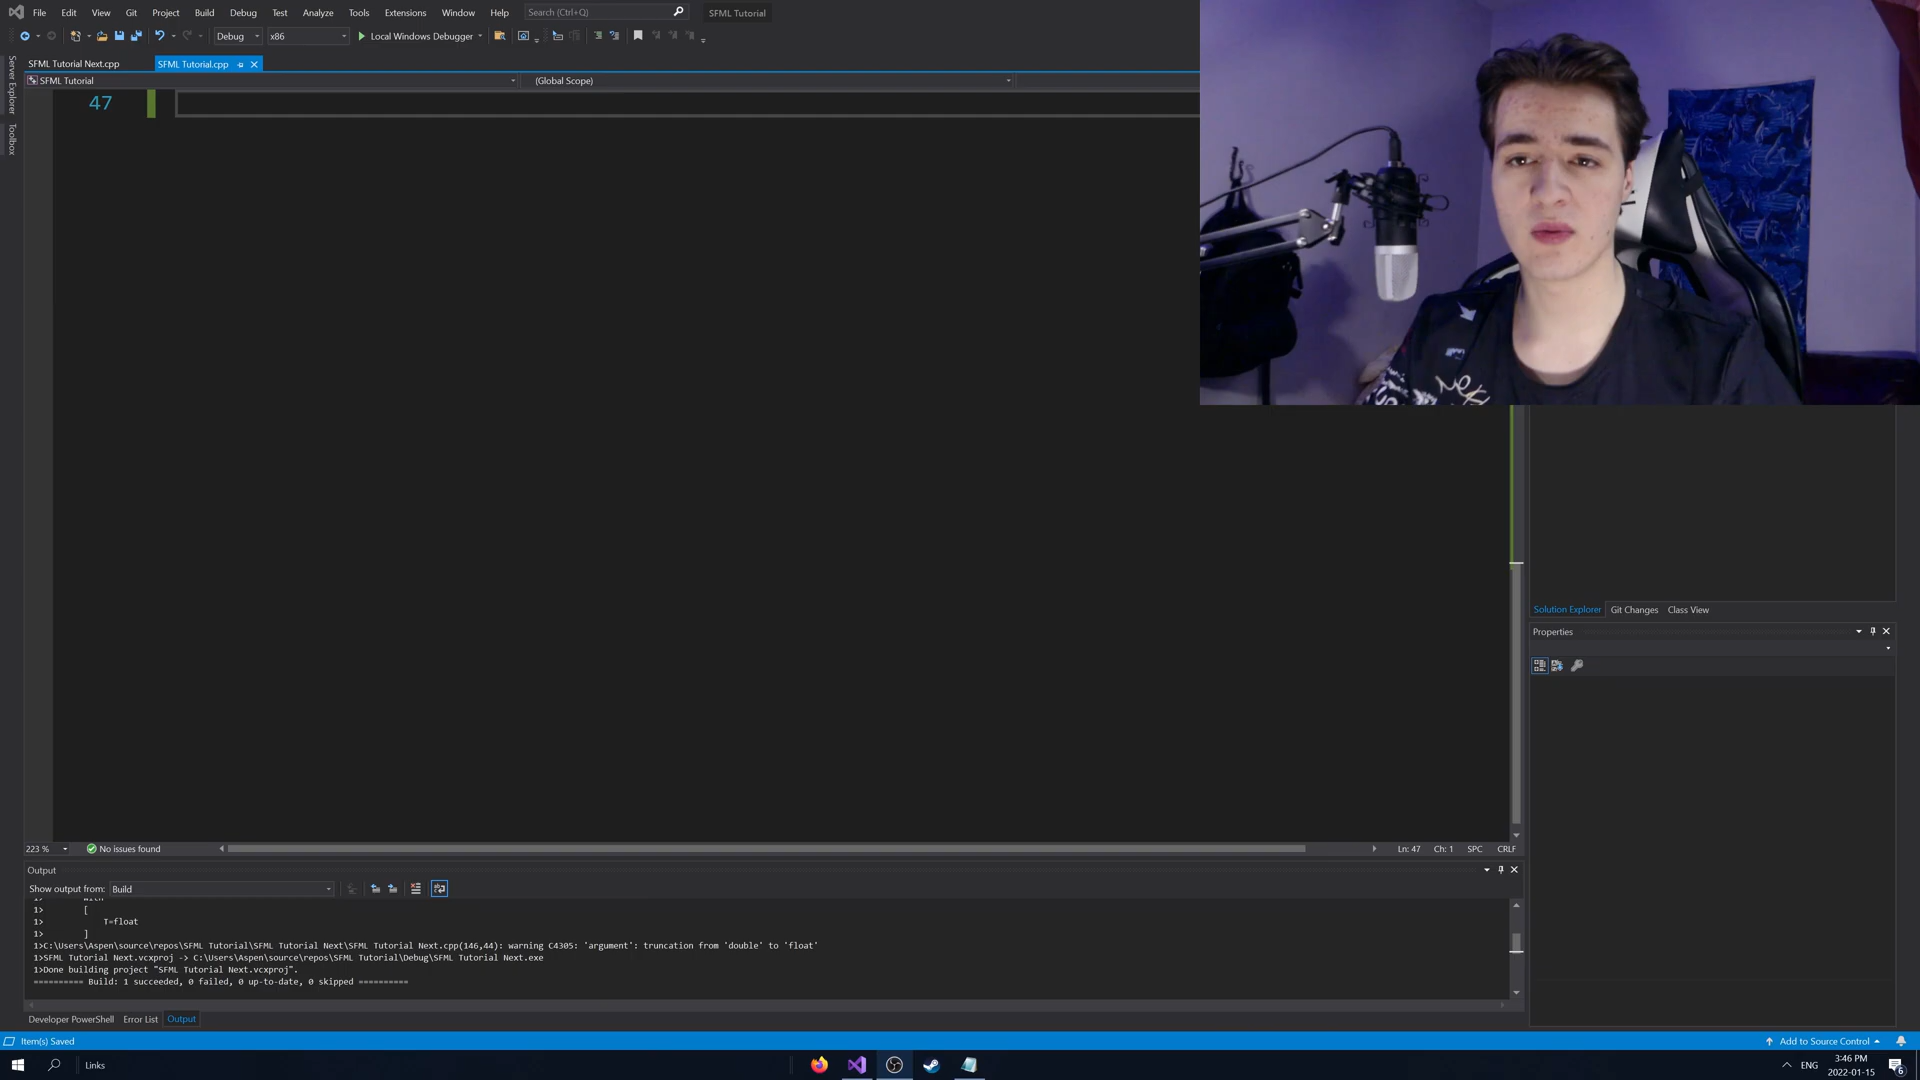 File Edit View Git Project Build Debug Test Analyze Tools Extensions Window Help Search (Ctrl+Q) SFML Tutorial
Debug x86 Local Windows Debugger
SFML Tutorial Next.cpp SFML Tutorial.cpp
SFML Tutorial (Global Scope)
Server Explorer
Toolbox
47
Solution Explorer Git Changes Class View
Properties
223 % No issues found Ln: 47 Ch: 1 SPC CRLF
Output
Show output from: Build
1> [
1> T=float
1> ]
1>C:\Users\Aspen\source\repos\SFML Tutorial\SFML Tutorial Next\SFML Tutorial Next.cpp(146,44): warning C4305: 'argument': truncation from 'double' to 'float'
1>SFML Tutorial Next.vcxproj -> C:\Users\Aspen\source\repos\SFML Tutorial\Debug\SFML Tutorial Next.exe
1>Done building project "SFML Tutorial Next.vcxproj".
========== Build: 1 succeeded, 0 failed, 0 up-to-date, 0 skipped ==========
Developer PowerShell Error List Output
Item(s) Saved Add to Source Control
Links ENG 3:46 PM
2022-01-15 6